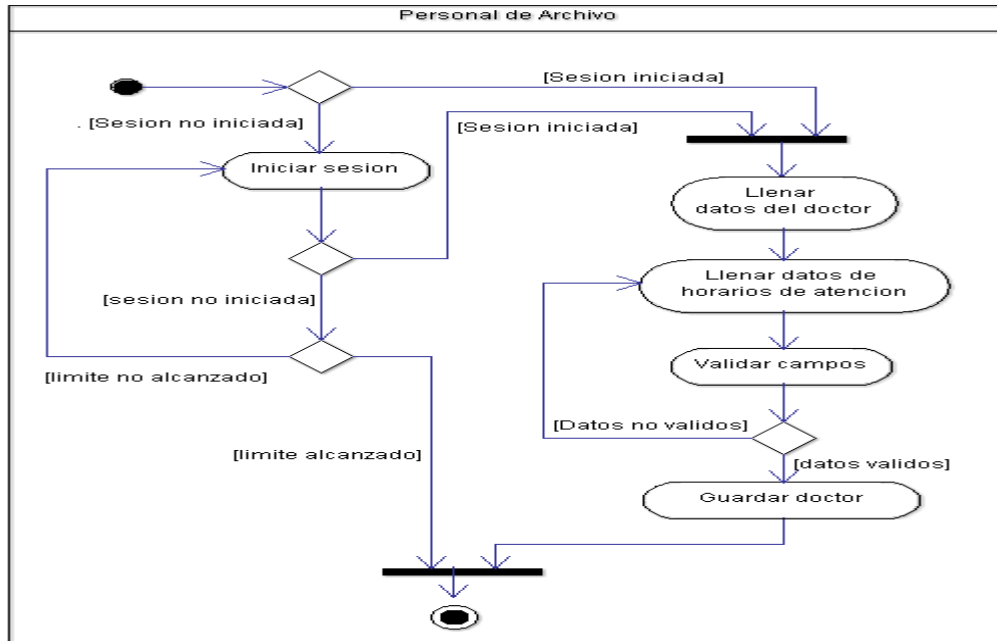 Personal de Archivo
[Sesion iniciada]
. [Sesion no iniciada]
[Sesion iniciada]
Iniciar sesion
Llenar
datos del doctor
Llenar datos de
horarios de atencion
[sesion no iniciada]
Validar campos
[limite no alcanzado]
[Datos no validos]
[limite alcanzado]
[datos validos]
Guardar doctor